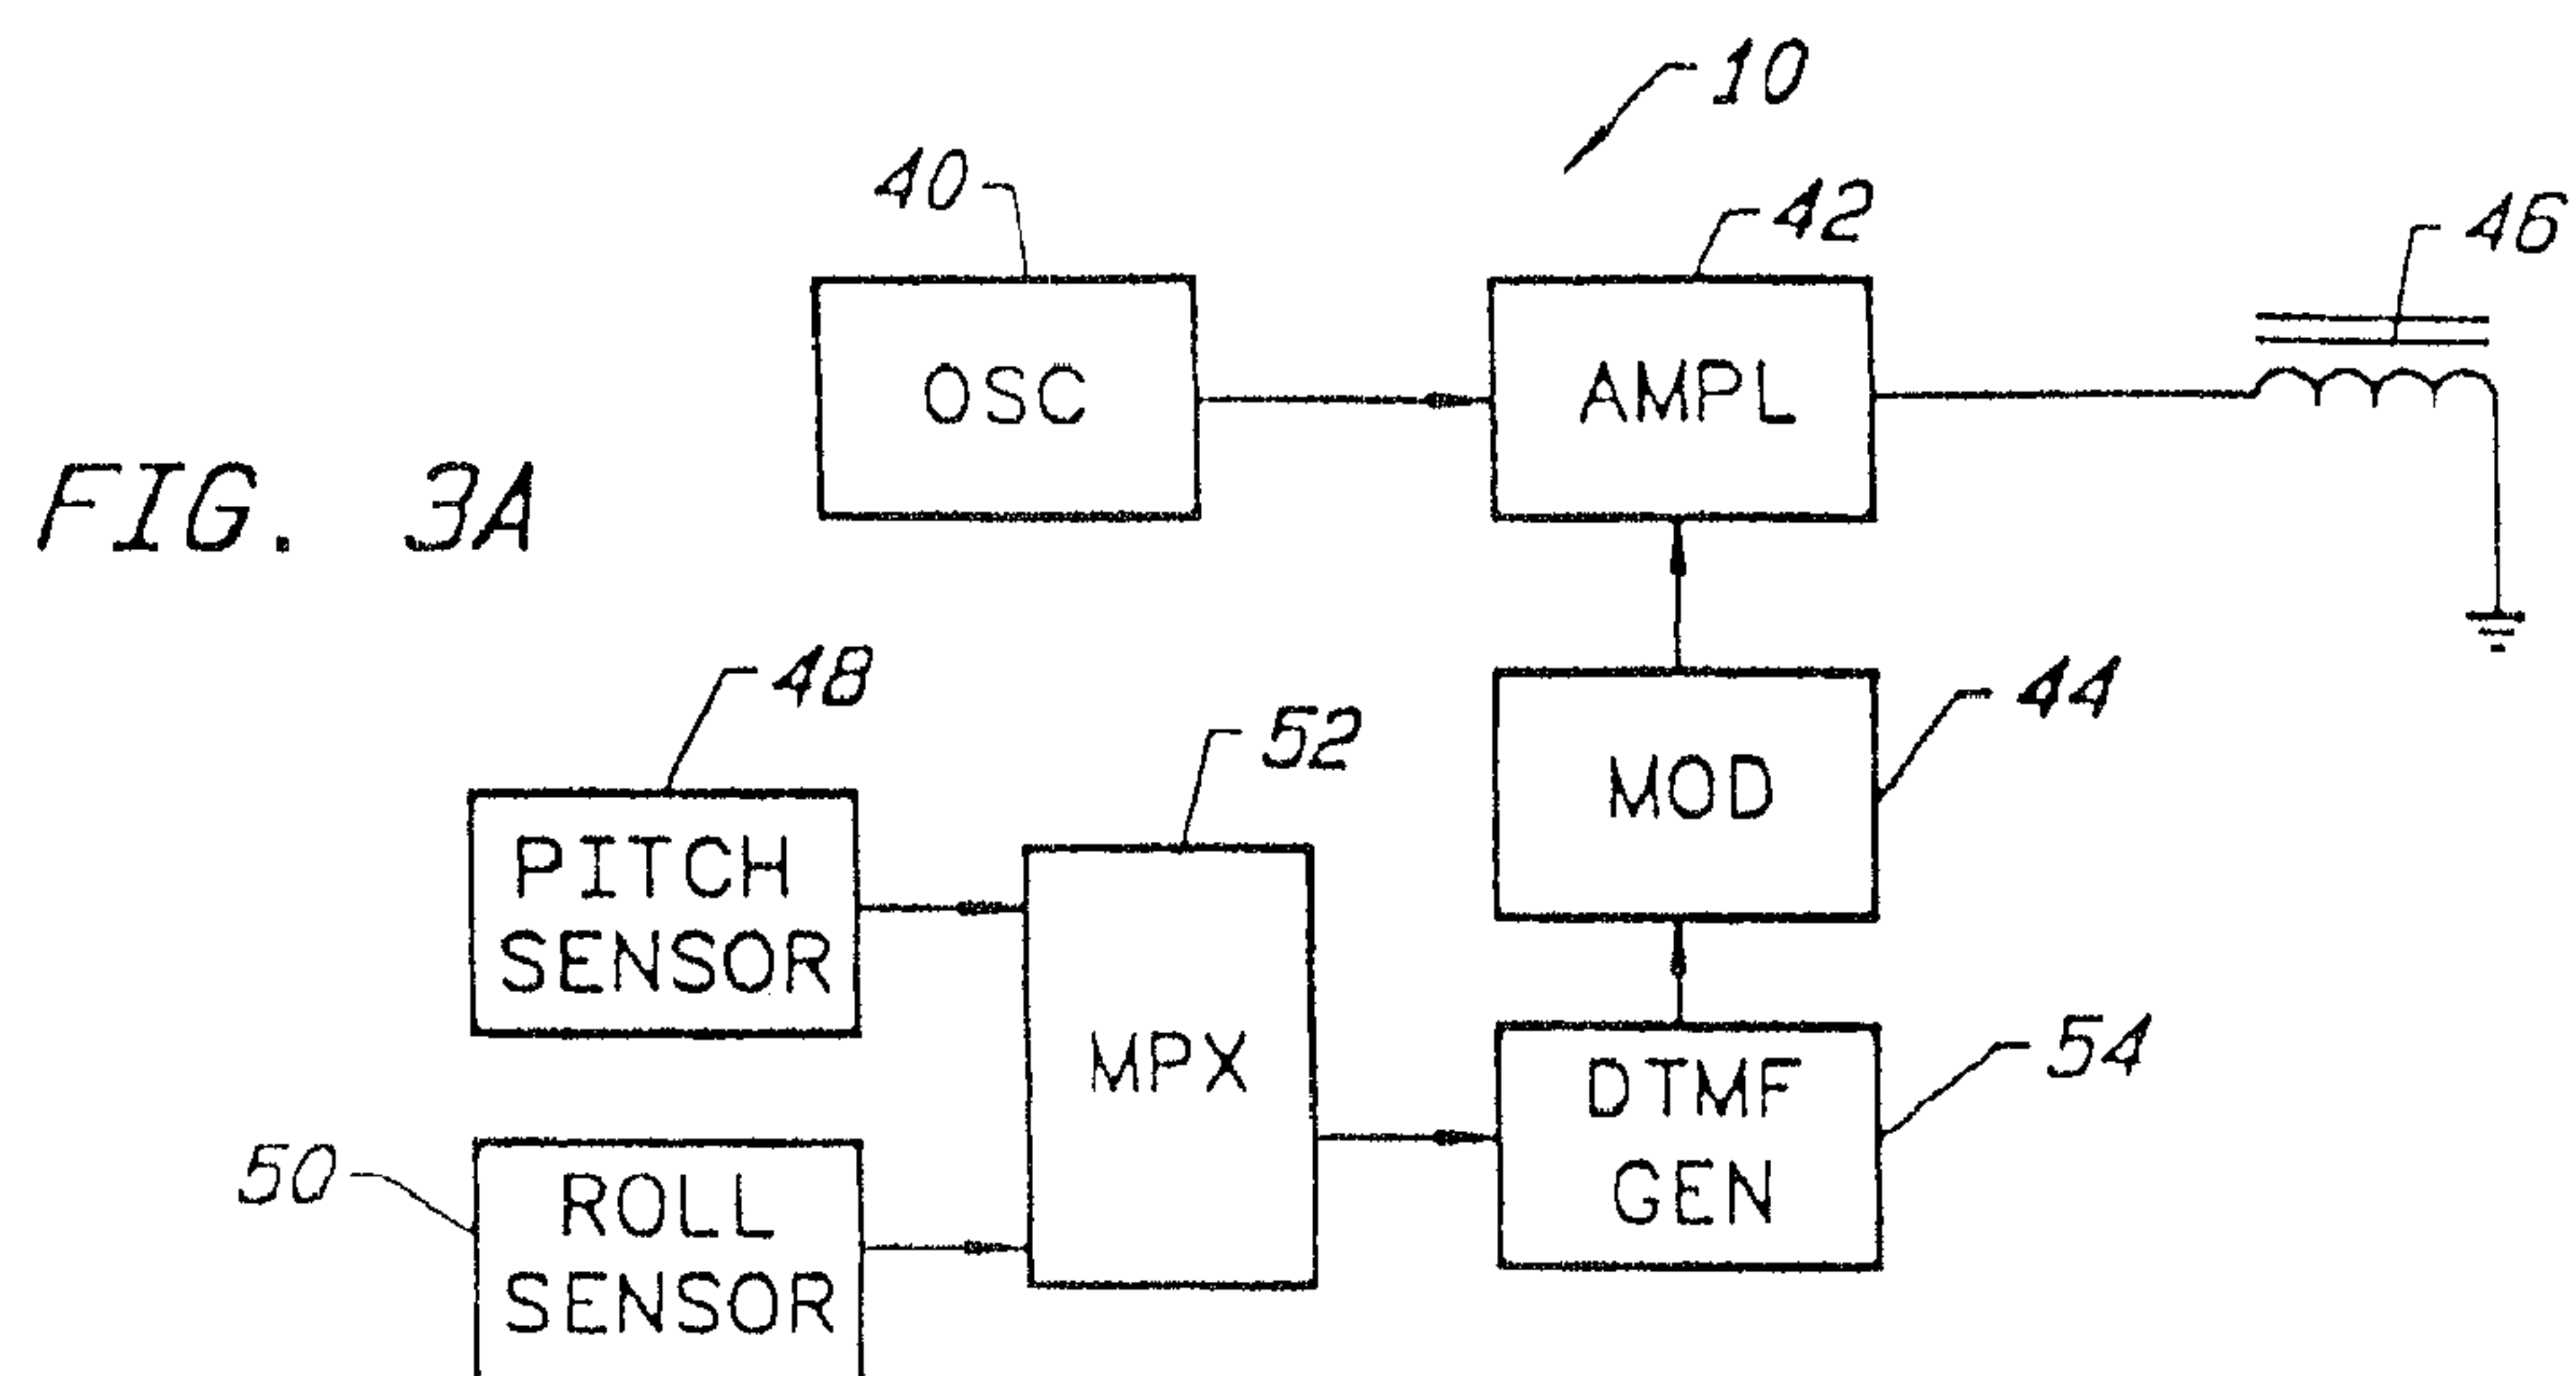 10
40
42
46
OSC
AMPL
FIG. 3A
48
52
44
PITCH
SENSOR
MOD
MPX
54
DTMF
GEN
50
ROLL
SENSOR